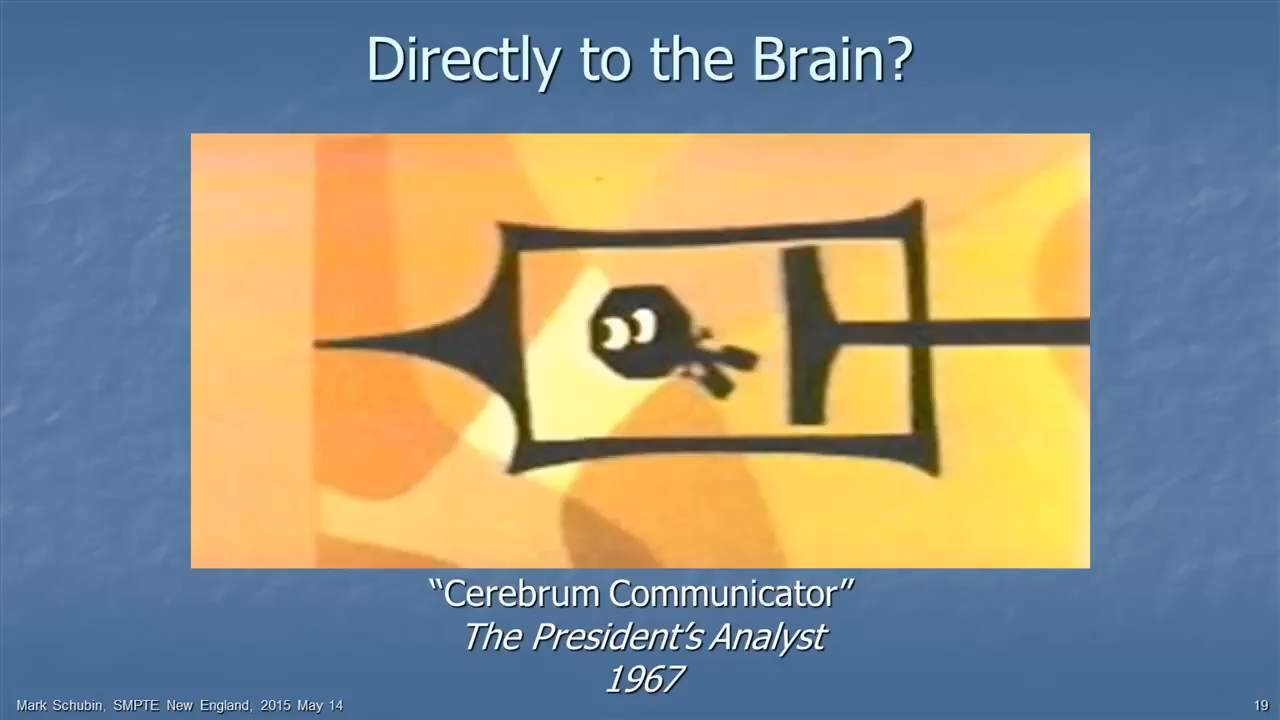 Directly to the Brain?
“Cerebrum Communicator”
The President’s Analyst
1967
Mark Schubin, SMPTE New England, 2015 May 14
19